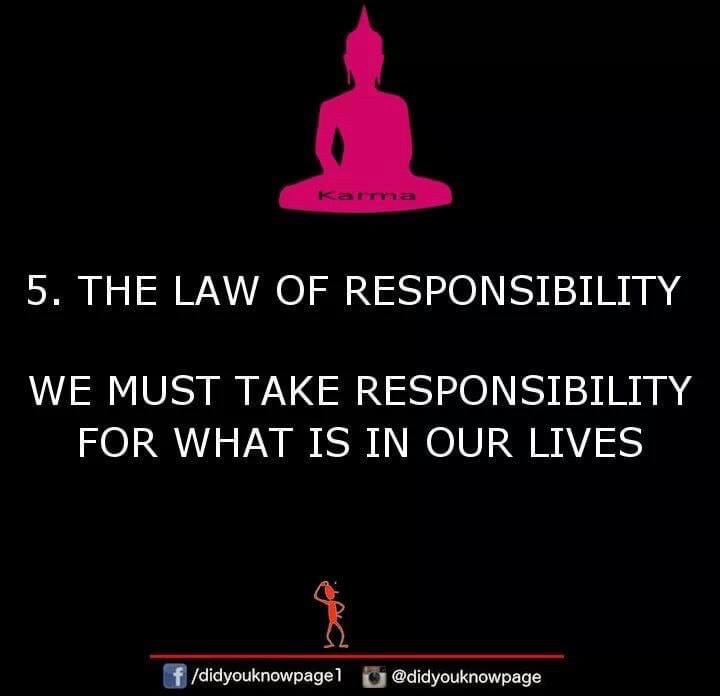 Karma
5. THE LAW OF RESPONSIBILITY
WE MUST TAKE RESPONSIBILITY
FOR WHAT IS IN OUR LIVES
f /didyouknowpage1 @didyouknowpage